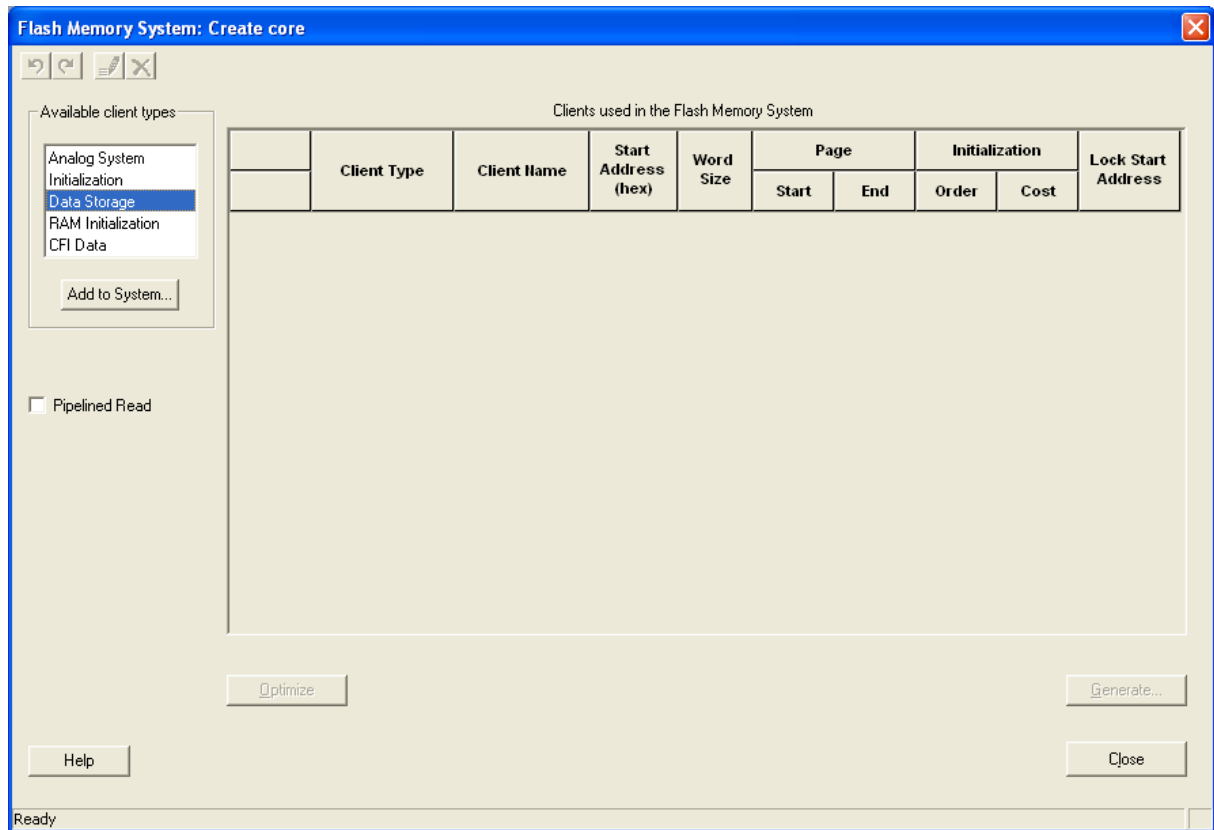 Flash Memory System: Create core
Available client types
Analog System
Initialization
Data Storage
RAM Initialization
CFI Data
Add to System...
Pipelined Read
Clients used in the Flash Memory System
Client Type
Client Name
Start Address (hex)
Word Size
Page
Start
End
Initialization
Order
Cost
Lock Start Address
Optimize
Generate...
Help
Close
Ready